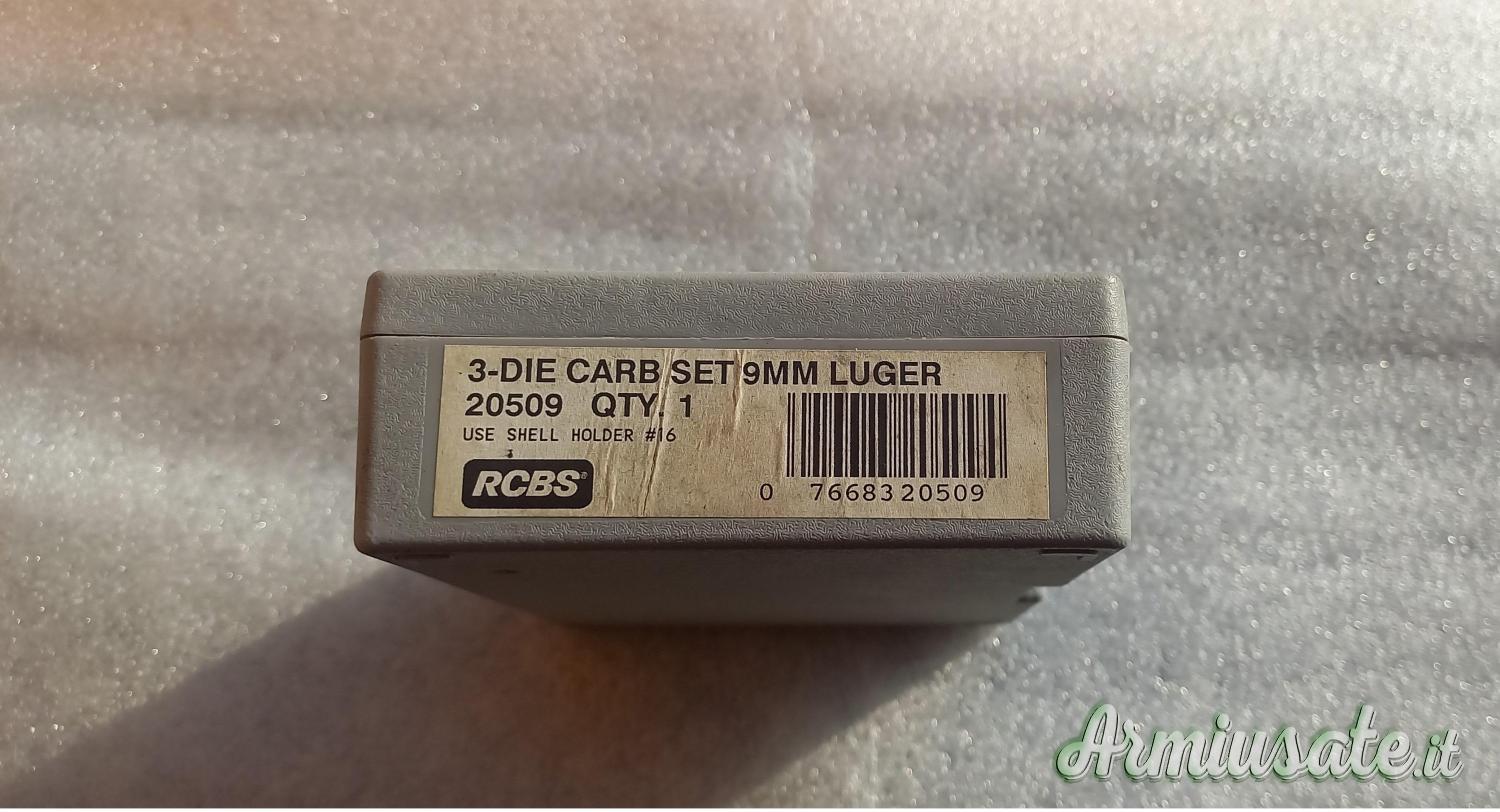 3-DIE CARB SET 9MM LUGER
20509 QTY. 1
USE SHELL HOLDER #16
RCBS®
0 76683 20509
Armiusate.it